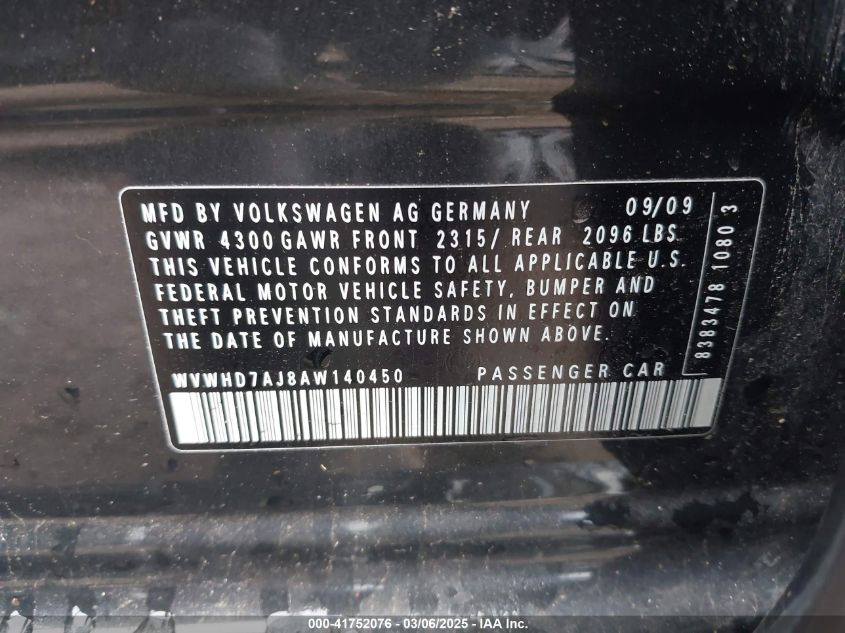 MFD BY VOLKSWAGEN AG GERMANY 09/09
GVWR 4300 GAWR FRONT 2315/ REAR 2096 LBS
THIS VEHICLE CONFORMS TO ALL APPLICABLE U.S.
FEDERAL MOTOR VEHICLE SAFETY, BUMPER AND
THEFT PREVENTION STANDARDS IN EFFECT ON
THE DATE OF MANUFACTURE SHOWN ABOVE.
WVWHD7AJ8AW140450 PASSENGER CAR
8383478 1080 3
000-41752076 - 03/06/2025 - IAA Inc.